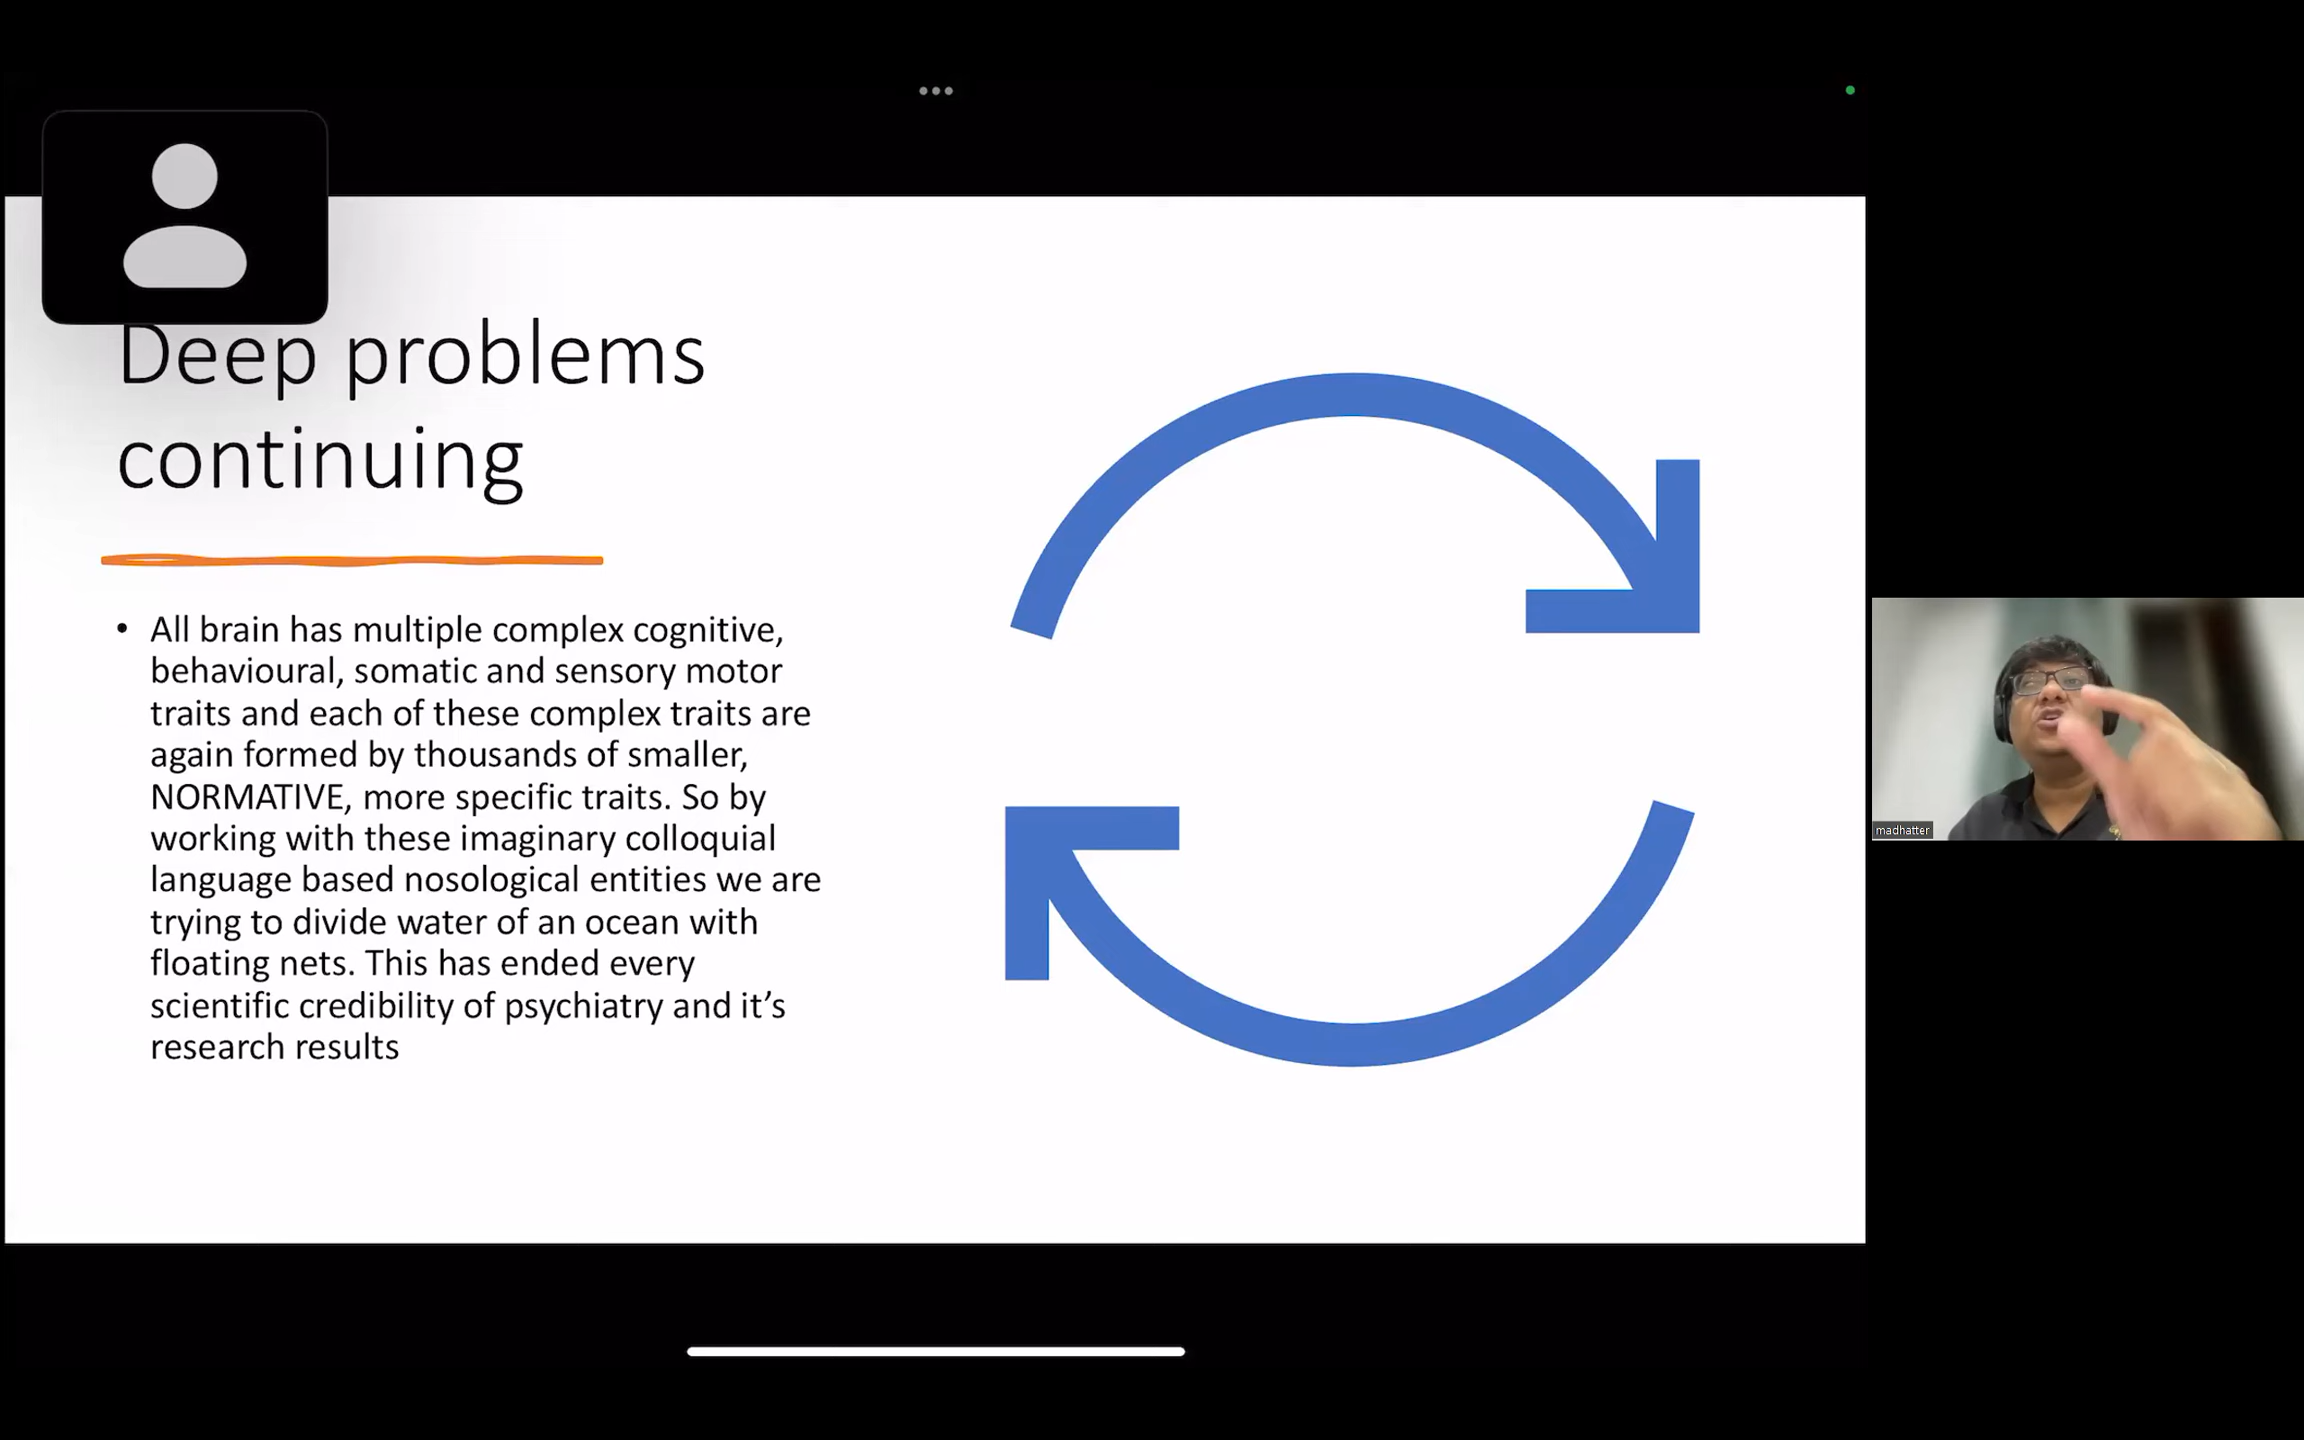 Deep problems
continuing
• All brain has multiple complex cognitive,
behavioural, somatic and sensory motor
traits and each of these complex traits are
again formed by thousands of smaller,
NORMATIVE, more specific traits. So by
working with these imaginary colloquial
language based nosological entities we are
trying to divide water of an ocean with
floating nets. This has ended every
scientific credibility of psychiatry and it’s
research results
madhatter